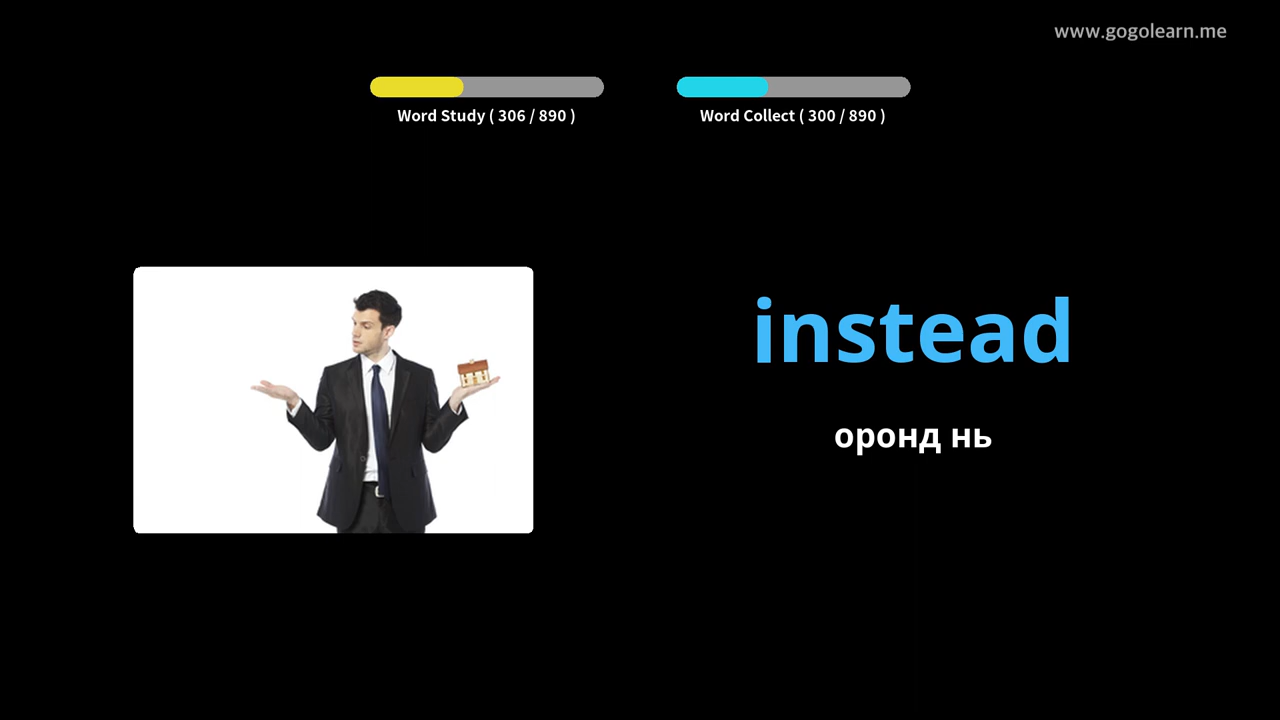 www.gogolearn.me
Word Study ( 306 / 890 )
Word Collect ( 300 / 890 )
instead
оронд нь